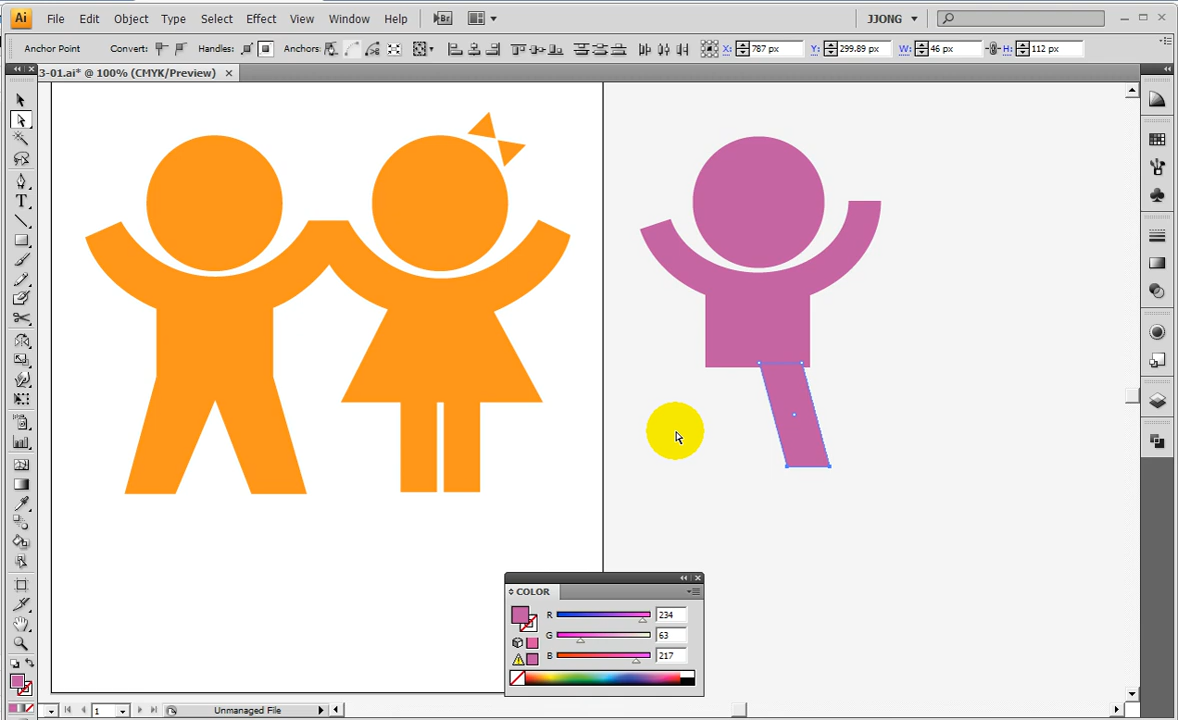 Ai File Edit Object Type Select Effect View Window Help Br JJONG
Anchor Point Convert: Handles: Anchors: X: 787 px Y: 299.89 px W: 46 px H: 112 px
3-01.ai* @ 100% (CMYK/Preview)
T
COLOR
R 234
G 63
B 217
1 Unmanaged File